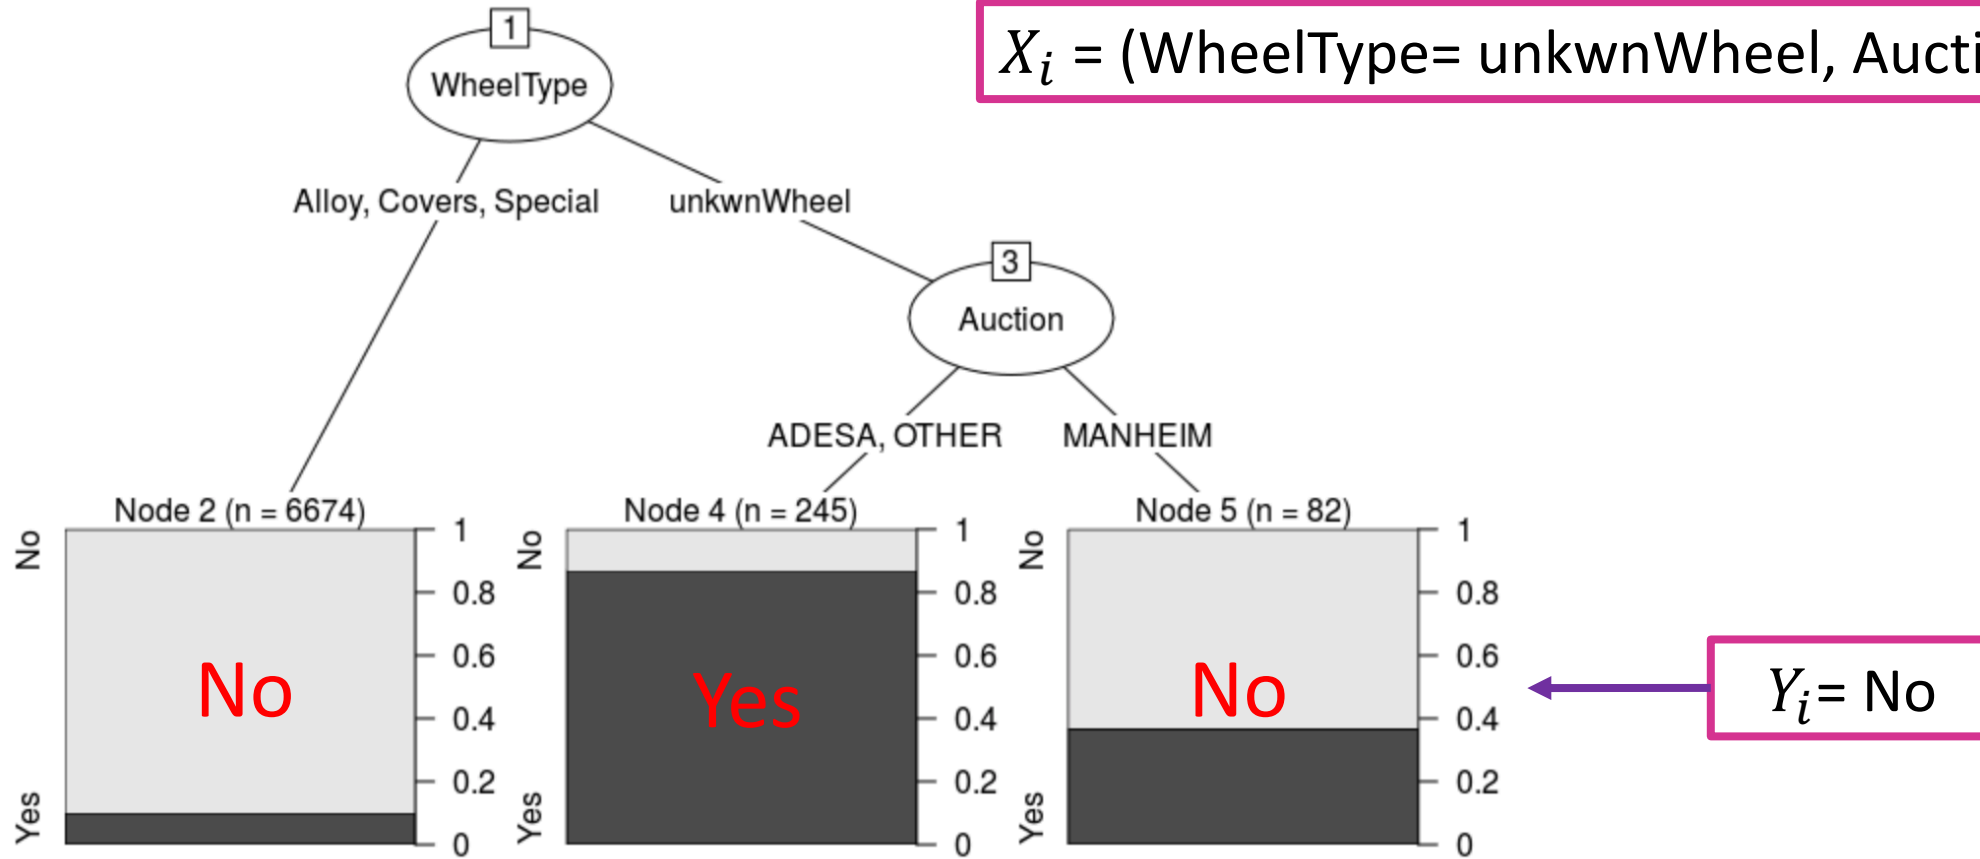 1
WheelType
X_i = (WheelType= unkwnWheel, Aucti
Alloy, Covers, Special
unkwnWheel
3
Auction
ADESA, OTHER
MANHEIM
Node 2 (n = 6674)
No
Yes
1
0.8
0.6
0.4
0.2
0
No
Node 4 (n = 245)
No
Yes
1
0.8
0.6
0.4
0.2
0
Yes
Node 5 (n = 82)
No
Yes
1
0.8
0.6
0.4
0.2
0
No
Y_i= No